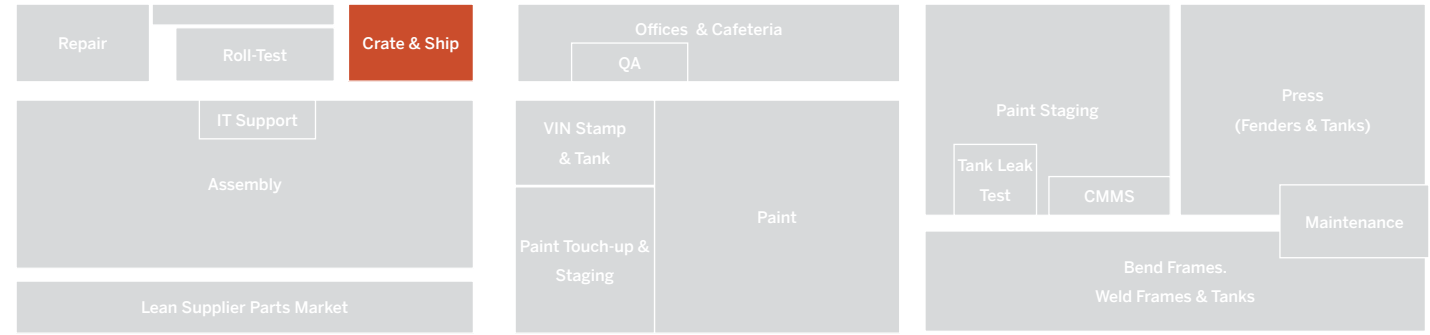 Repair
Roll-Test
Crate & Ship
Offices & Cafeteria
QA
IT Support
Assembly
Lean Supplier Parts Market
VIN Stamp
& Tank
Paint Touch-up &
Staging
Paint
Paint Staging
Tank Leak
Test
CMMS
Press
(Fenders & Tanks)
Maintenance
Bend Frames.
Weld Frames & Tanks